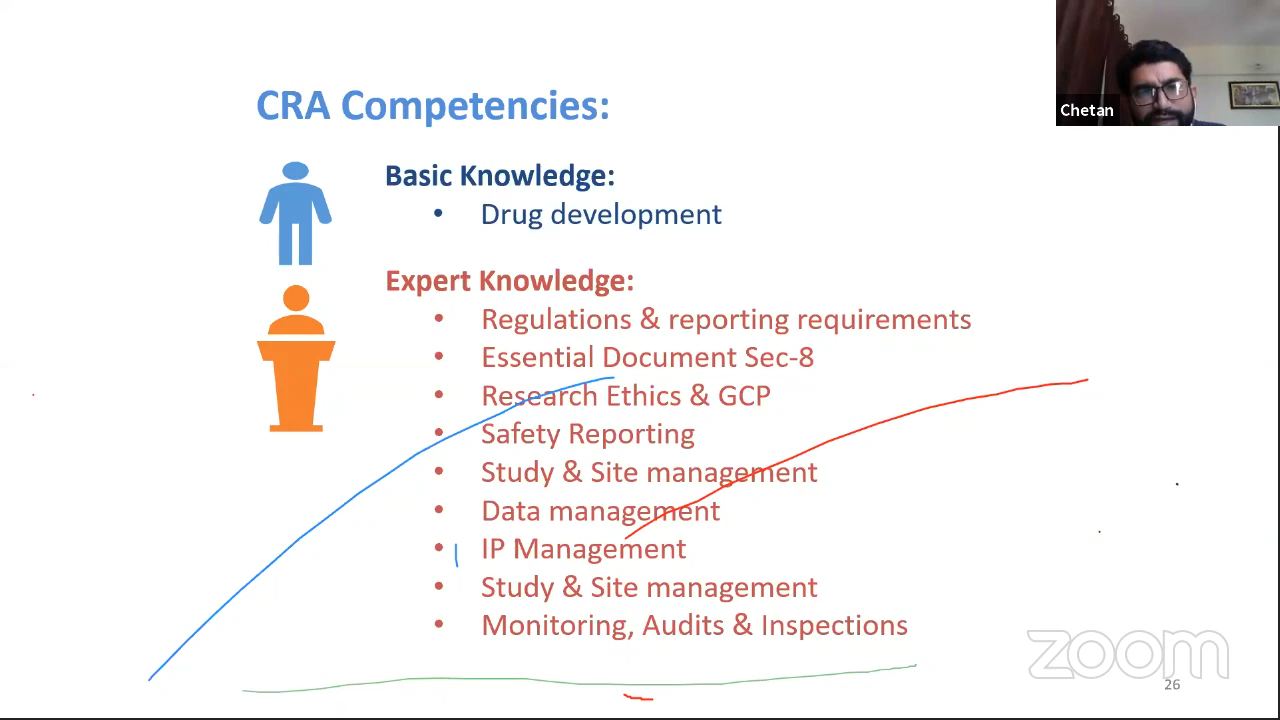 CRA Competencies:
Chetan
Basic Knowledge:
• Drug development
Expert Knowledge:
• Regulations & reporting requirements
• Essential Document Sec-8
• Research Ethics & GCP
• Safety Reporting
• Study & Site management
• Data management
• IP Management
• Study & Site management
• Monitoring, Audits & Inspections
zoom
26